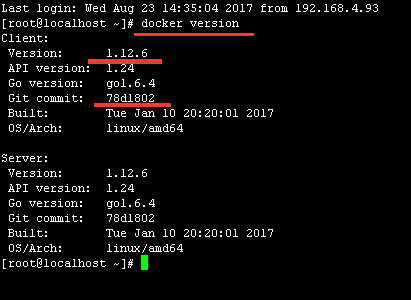 Last login: Wed Aug 23 14:35:04 2017 from 192.168.4.93
[root@localhost ~]# docker version
Client:
 Version:      1.12.6
 API version:  1.24
 Go version:   go1.6.4
 Git commit:   78d1802
 Built:        Tue Jan 10 20:20:01 2017
 OS/Arch:      linux/amd64

Server:
 Version:      1.12.6
 API version:  1.24
 Go version:   go1.6.4
 Git commit:   78d1802
 Built:        Tue Jan 10 20:20:01 2017
 OS/Arch:      linux/amd64
[root@localhost ~]#